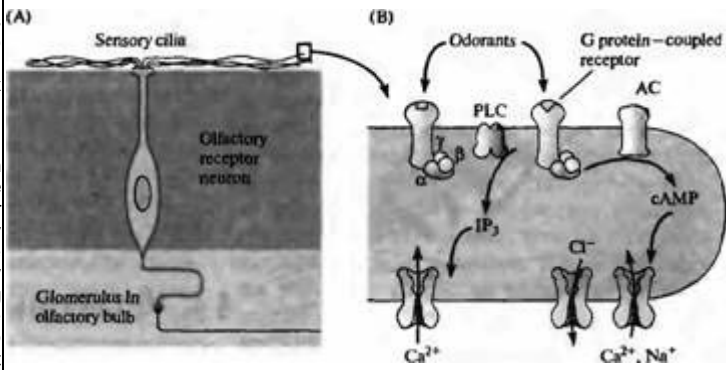 (A)
Sensory cilia
Olfactory
receptor
neuron
Glomerulus In
olfactory bulb
(B)
Odorants
G protein–coupled
receptor
PLC
AC
γ
β
α
cAMP
IP₃
Cl⁻
Ca²⁺
Ca²⁺, Na⁺